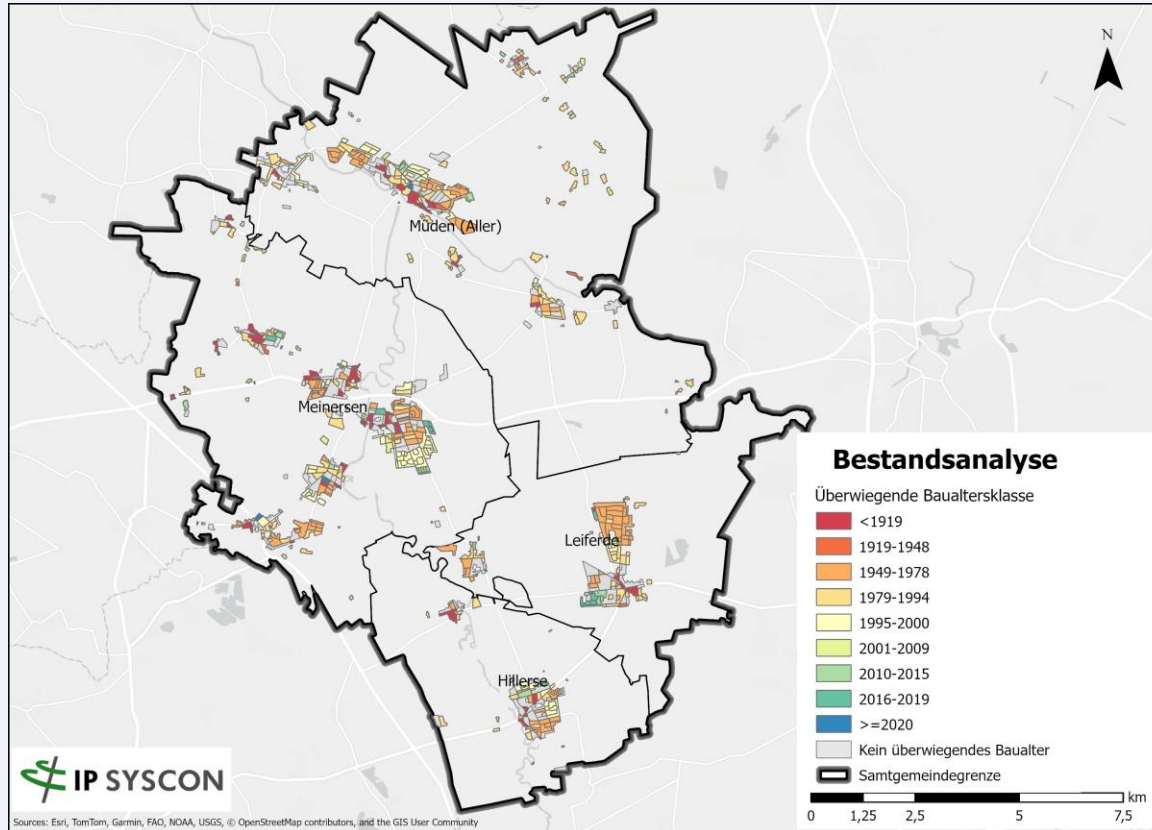 N
Müden (Aller)
Meinersen
Leiferde
Hillerse
Bestandsanalyse
Überwiegende Baualtersklasse
<1919
1919-1948
1949-1978
1979-1994
1995-2000
2001-2009
2010-2015
2016-2019
>=2020
Kein überwiegendes Baualter
Samtgemeindegrenze
km
0 1,25 2,5 5 7,5
IP SYSCON
Sources: Esri, TomTom, Garmin, FAO, NOAA, USGS, © OpenStreetMap contributors, and the GIS User Community